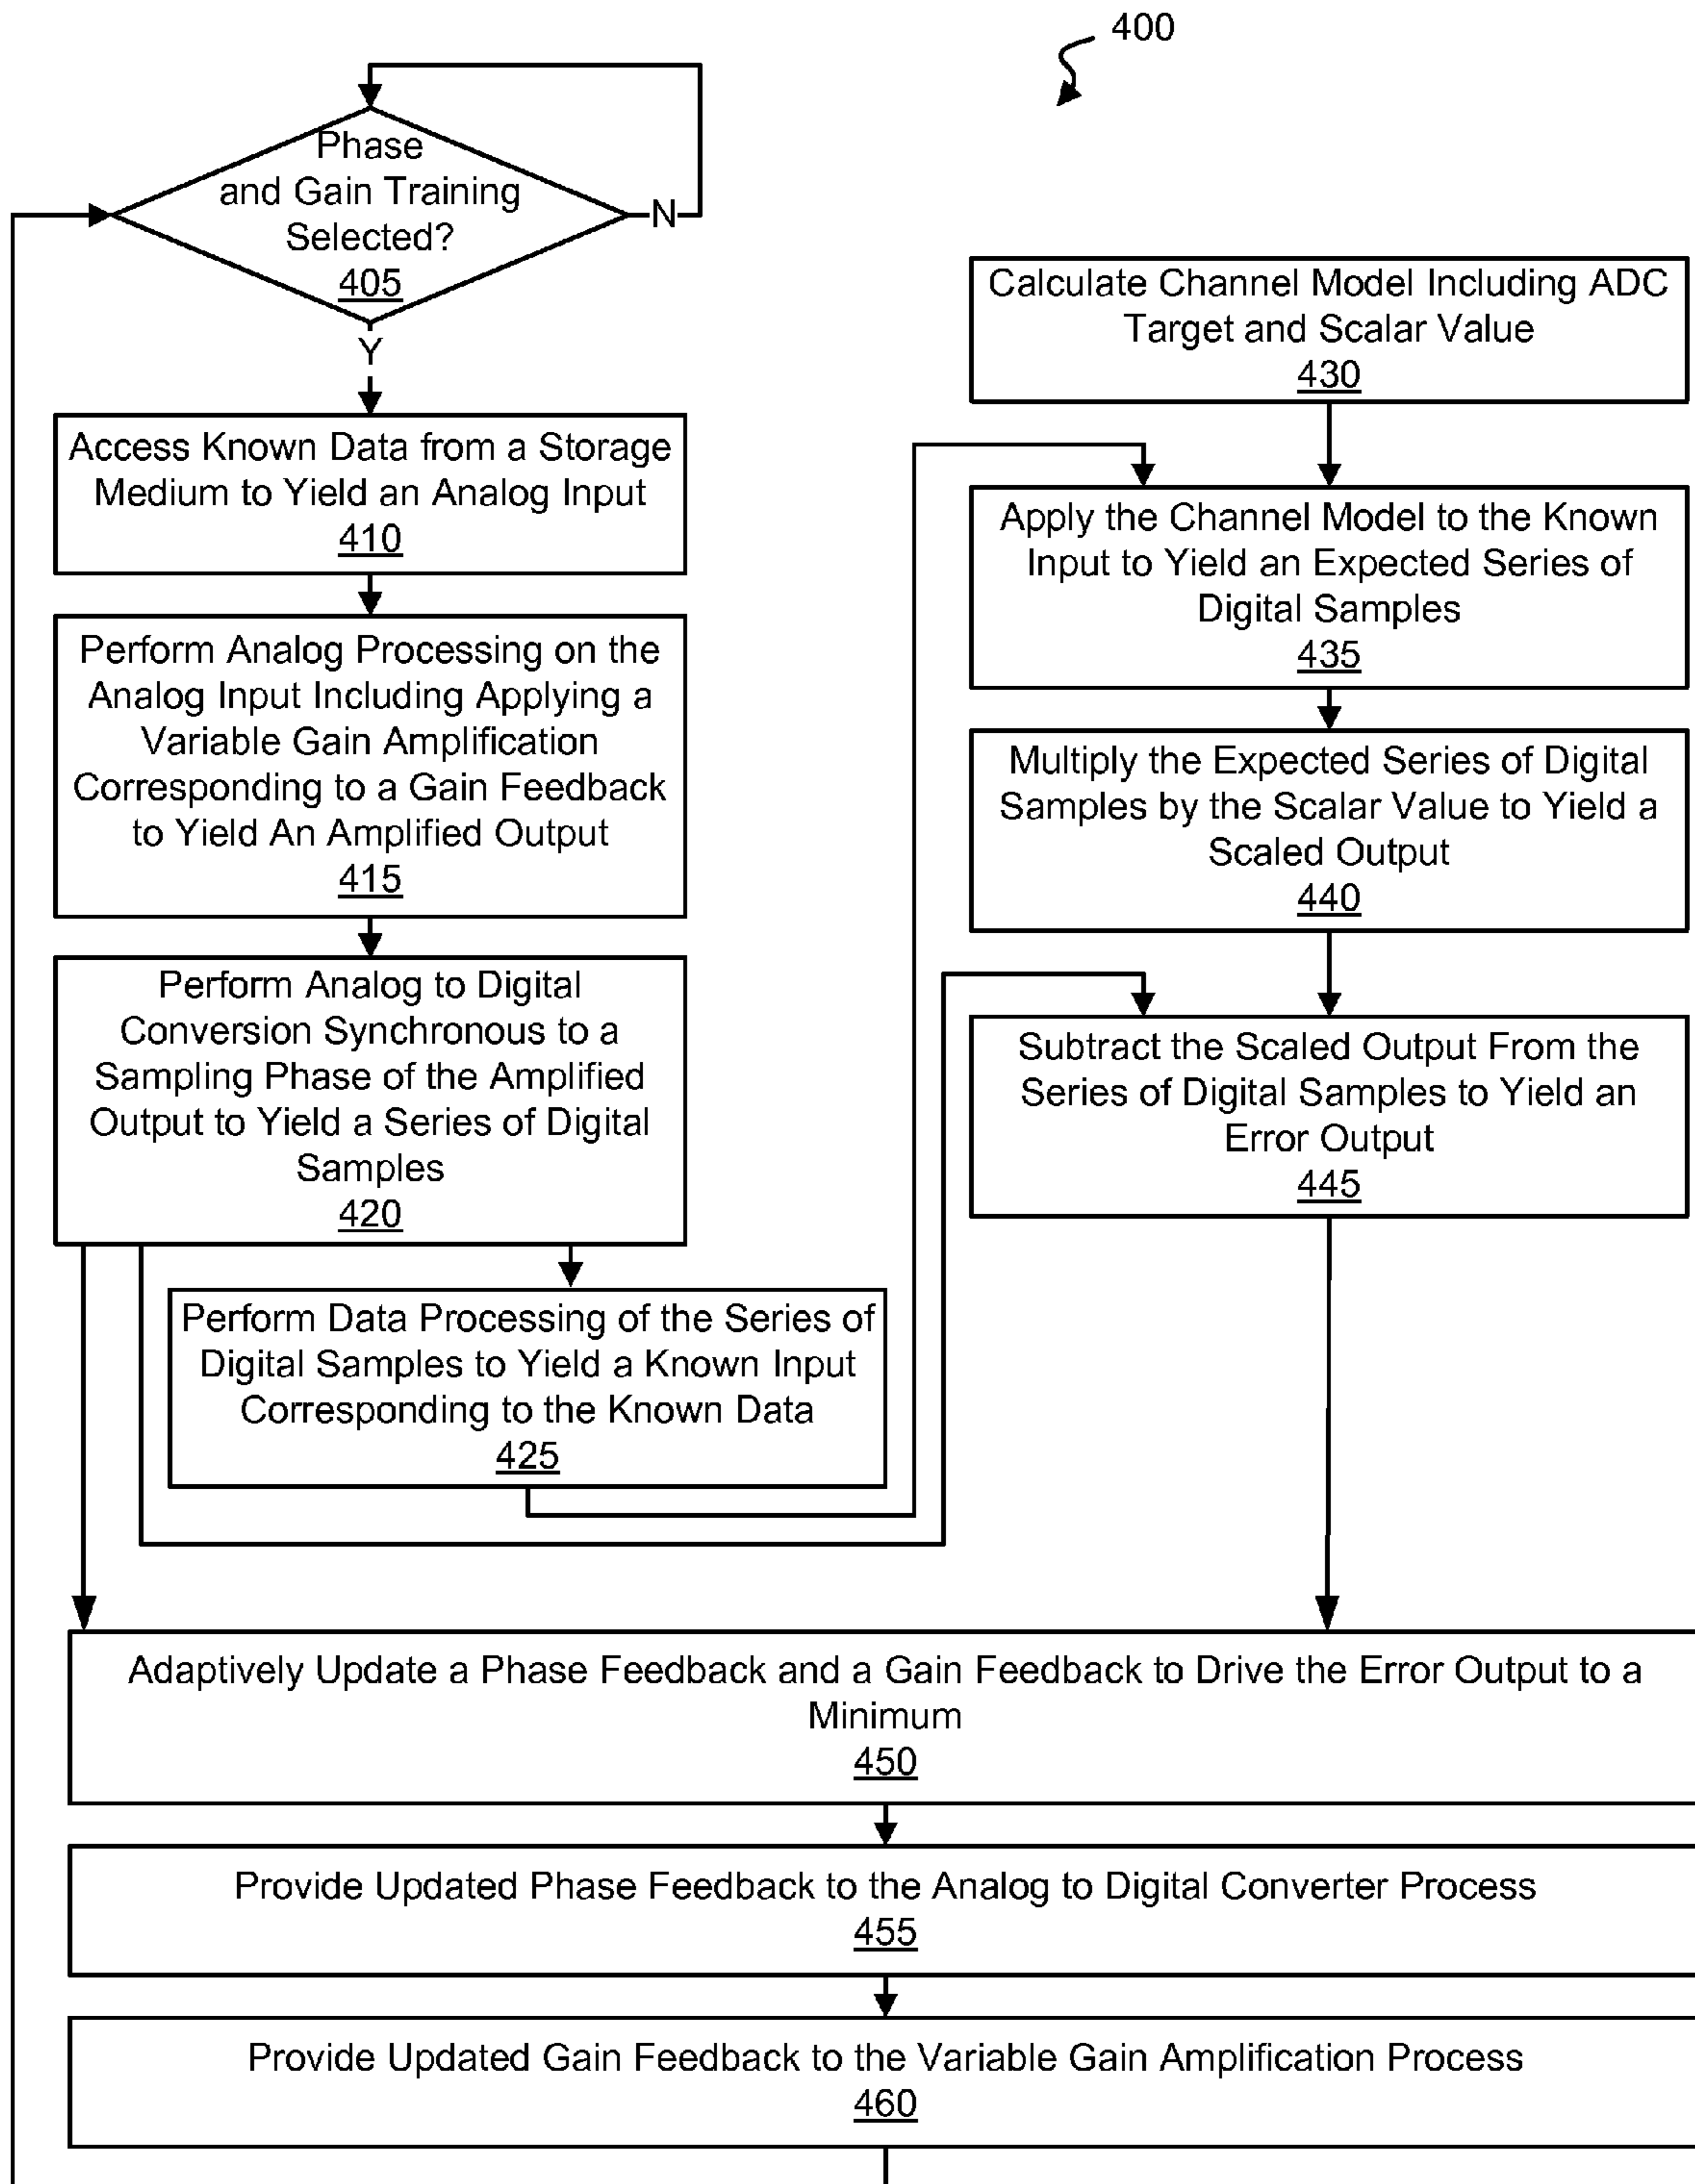 400
Phase
and Gain Training
Selected?
405
N
Y
Access Known Data from a Storage
Medium to Yield an Analog Input
410
Perform Analog Processing on the
Analog Input Including Applying a
Variable Gain Amplification
Corresponding to a Gain Feedback
to Yield An Amplified Output
415
Perform Analog to Digital
Conversion Synchronous to a
Sampling Phase of the Amplified
Output to Yield a Series of Digital
Samples
420
Perform Data Processing of the Series of
Digital Samples to Yield a Known Input
Corresponding to the Known Data
425
Calculate Channel Model Including ADC
Target and Scalar Value
430
Apply the Channel Model to the Known
Input to Yield an Expected Series of
Digital Samples
435
Multiply the Expected Series of Digital
Samples by the Scalar Value to Yield a
Scaled Output
440
Subtract the Scaled Output From the
Series of Digital Samples to Yield an
Error Output
445
Adaptively Update a Phase Feedback and a Gain Feedback to Drive the Error Output to a
Minimum
450
Provide Updated Phase Feedback to the Analog to Digital Converter Process
455
Provide Updated Gain Feedback to the Variable Gain Amplification Process
460